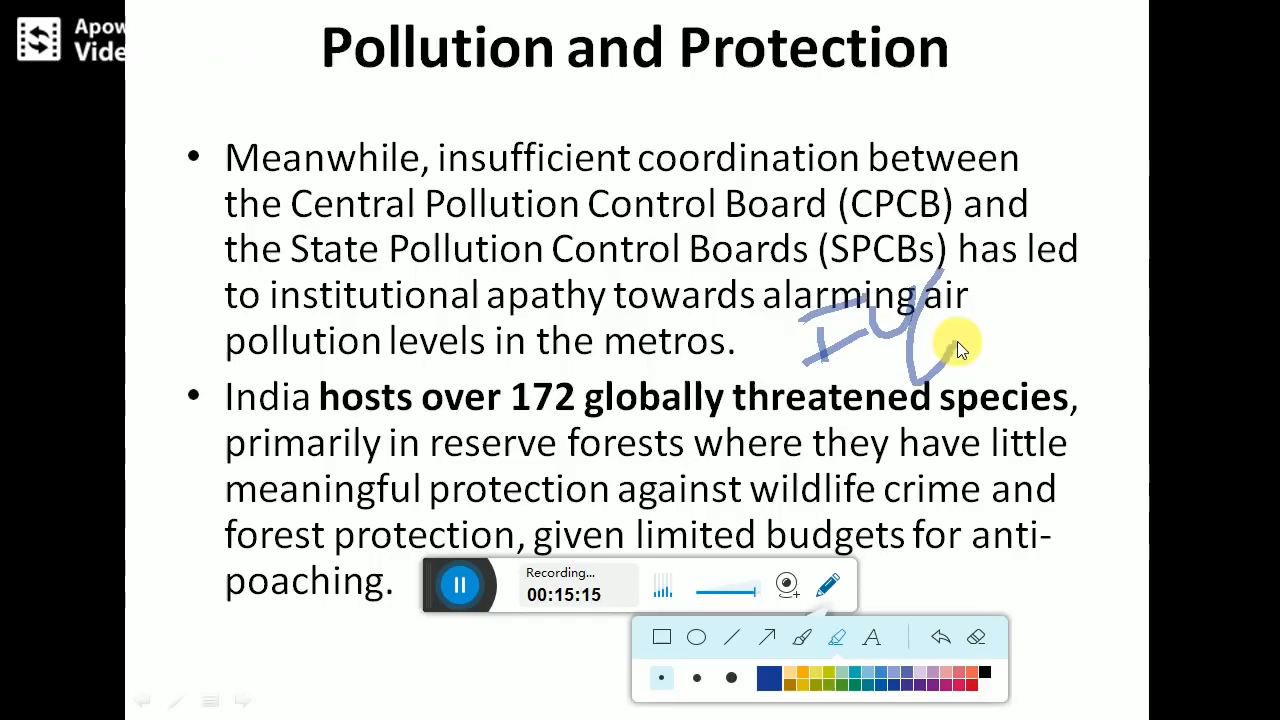 Apow
Vide
Pollution and Protection
• Meanwhile, insufficient coordination between
the Central Pollution Control Board (CPCB) and
the State Pollution Control Boards (SPCBs) has led
to institutional apathy towards alarming air
pollution levels in the metros.
• India hosts over 172 globally threatened species,
primarily in reserve forests where they have little
meaningful protection against wildlife crime and
forest protection, given limited budgets for anti-
poaching.
Recording...
00:15:15
A